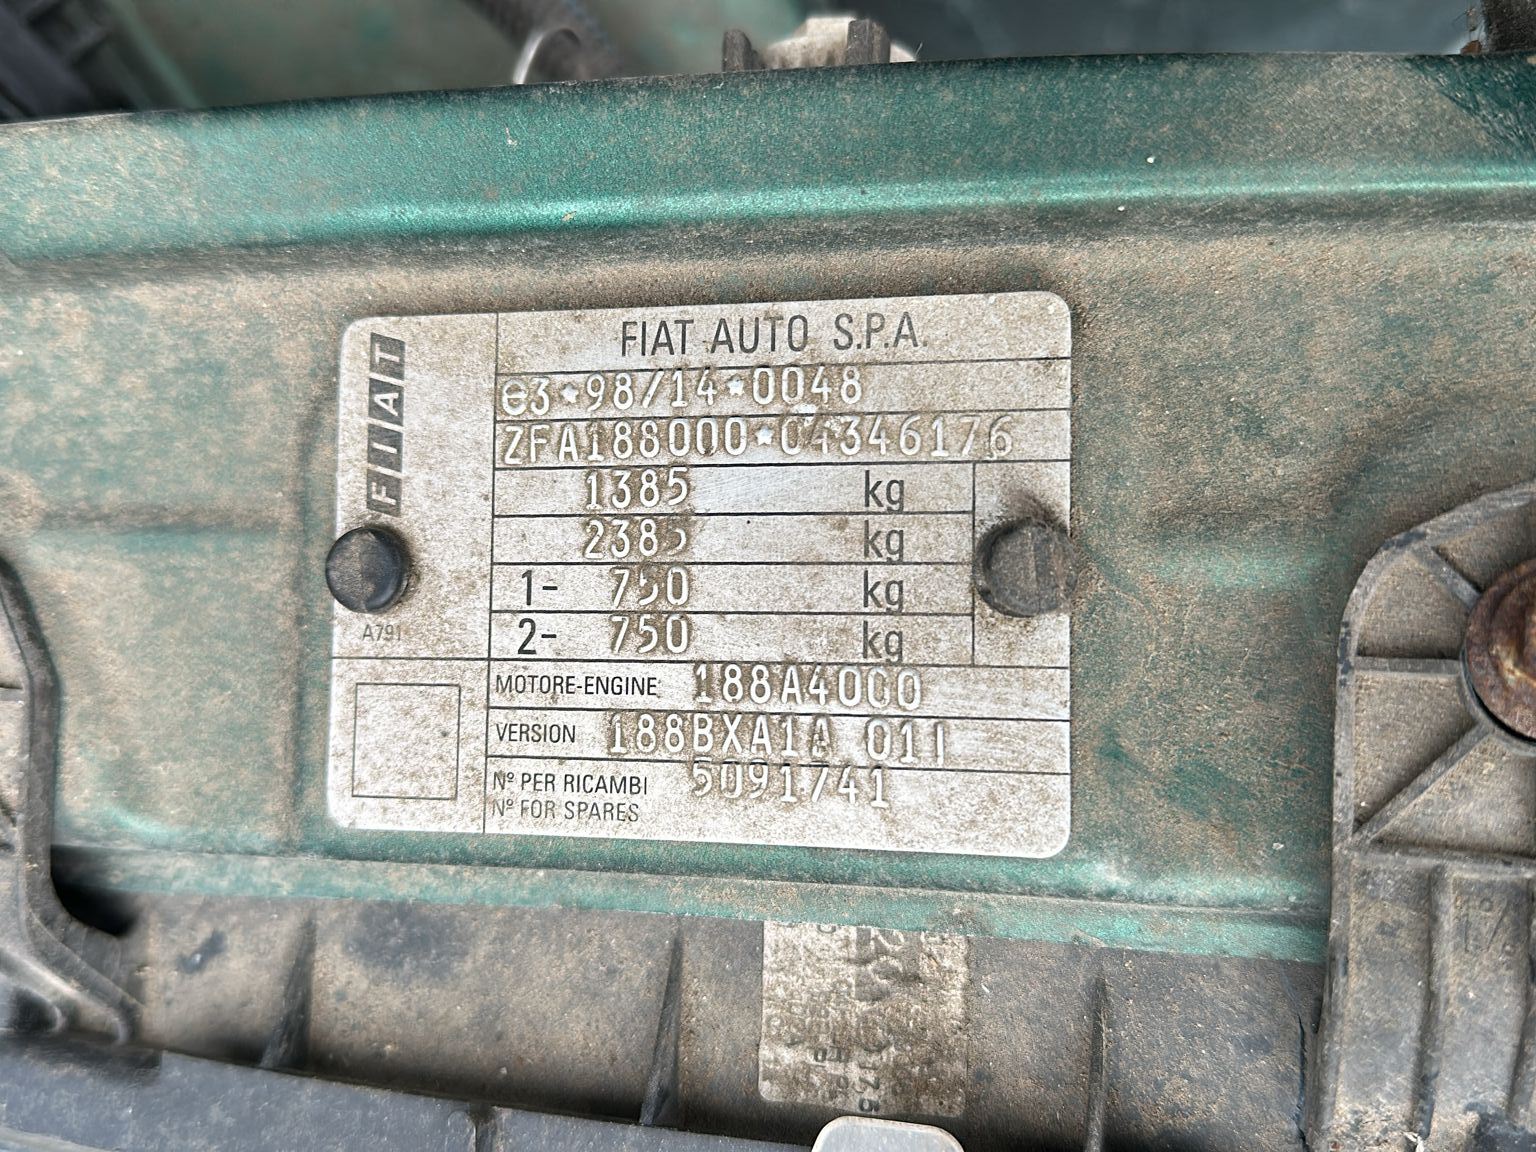 FIAT
FIAT AUTO S.P.A.
e3*98/14*0048
ZFA188000*04346176
1385 kg
2385 kg
1- 750 kg
2- 750 kg
A791
MOTORE-ENGINE 188A4000
VERSION 188BXA1A 011
Nº PER RICAMBI 5091741
Nº FOR SPARES